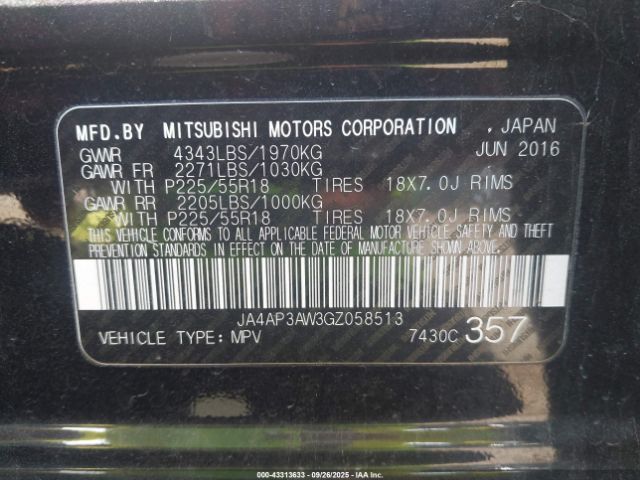 MFD.BY MITSUBISHI MOTORS CORPORATION , JAPAN
GVWR 4343LBS/1970KG JUN 2016
GAWR FR 2271LBS/1030KG
WITH P225/55R18 TIRES 18X7.0J RIMS
GAWR RR 2205LBS/1000KG
WITH P225/55R18 TIRES 18X7.0J RIMS
THIS VEHICLE CONFORMS TO ALL APPLICABLE FEDERAL MOTOR VEHICLE SAFETY AND THEFT
PREVENTION STANDARDS IN EFFECT ON THE DATE OF MANUFACTURE SHOWN ABOVE.
JA4AP3AW3GZ058513
VEHICLE TYPE: MPV 7430C 357
000-43313633 - 09/26/2025 - IAA Inc.